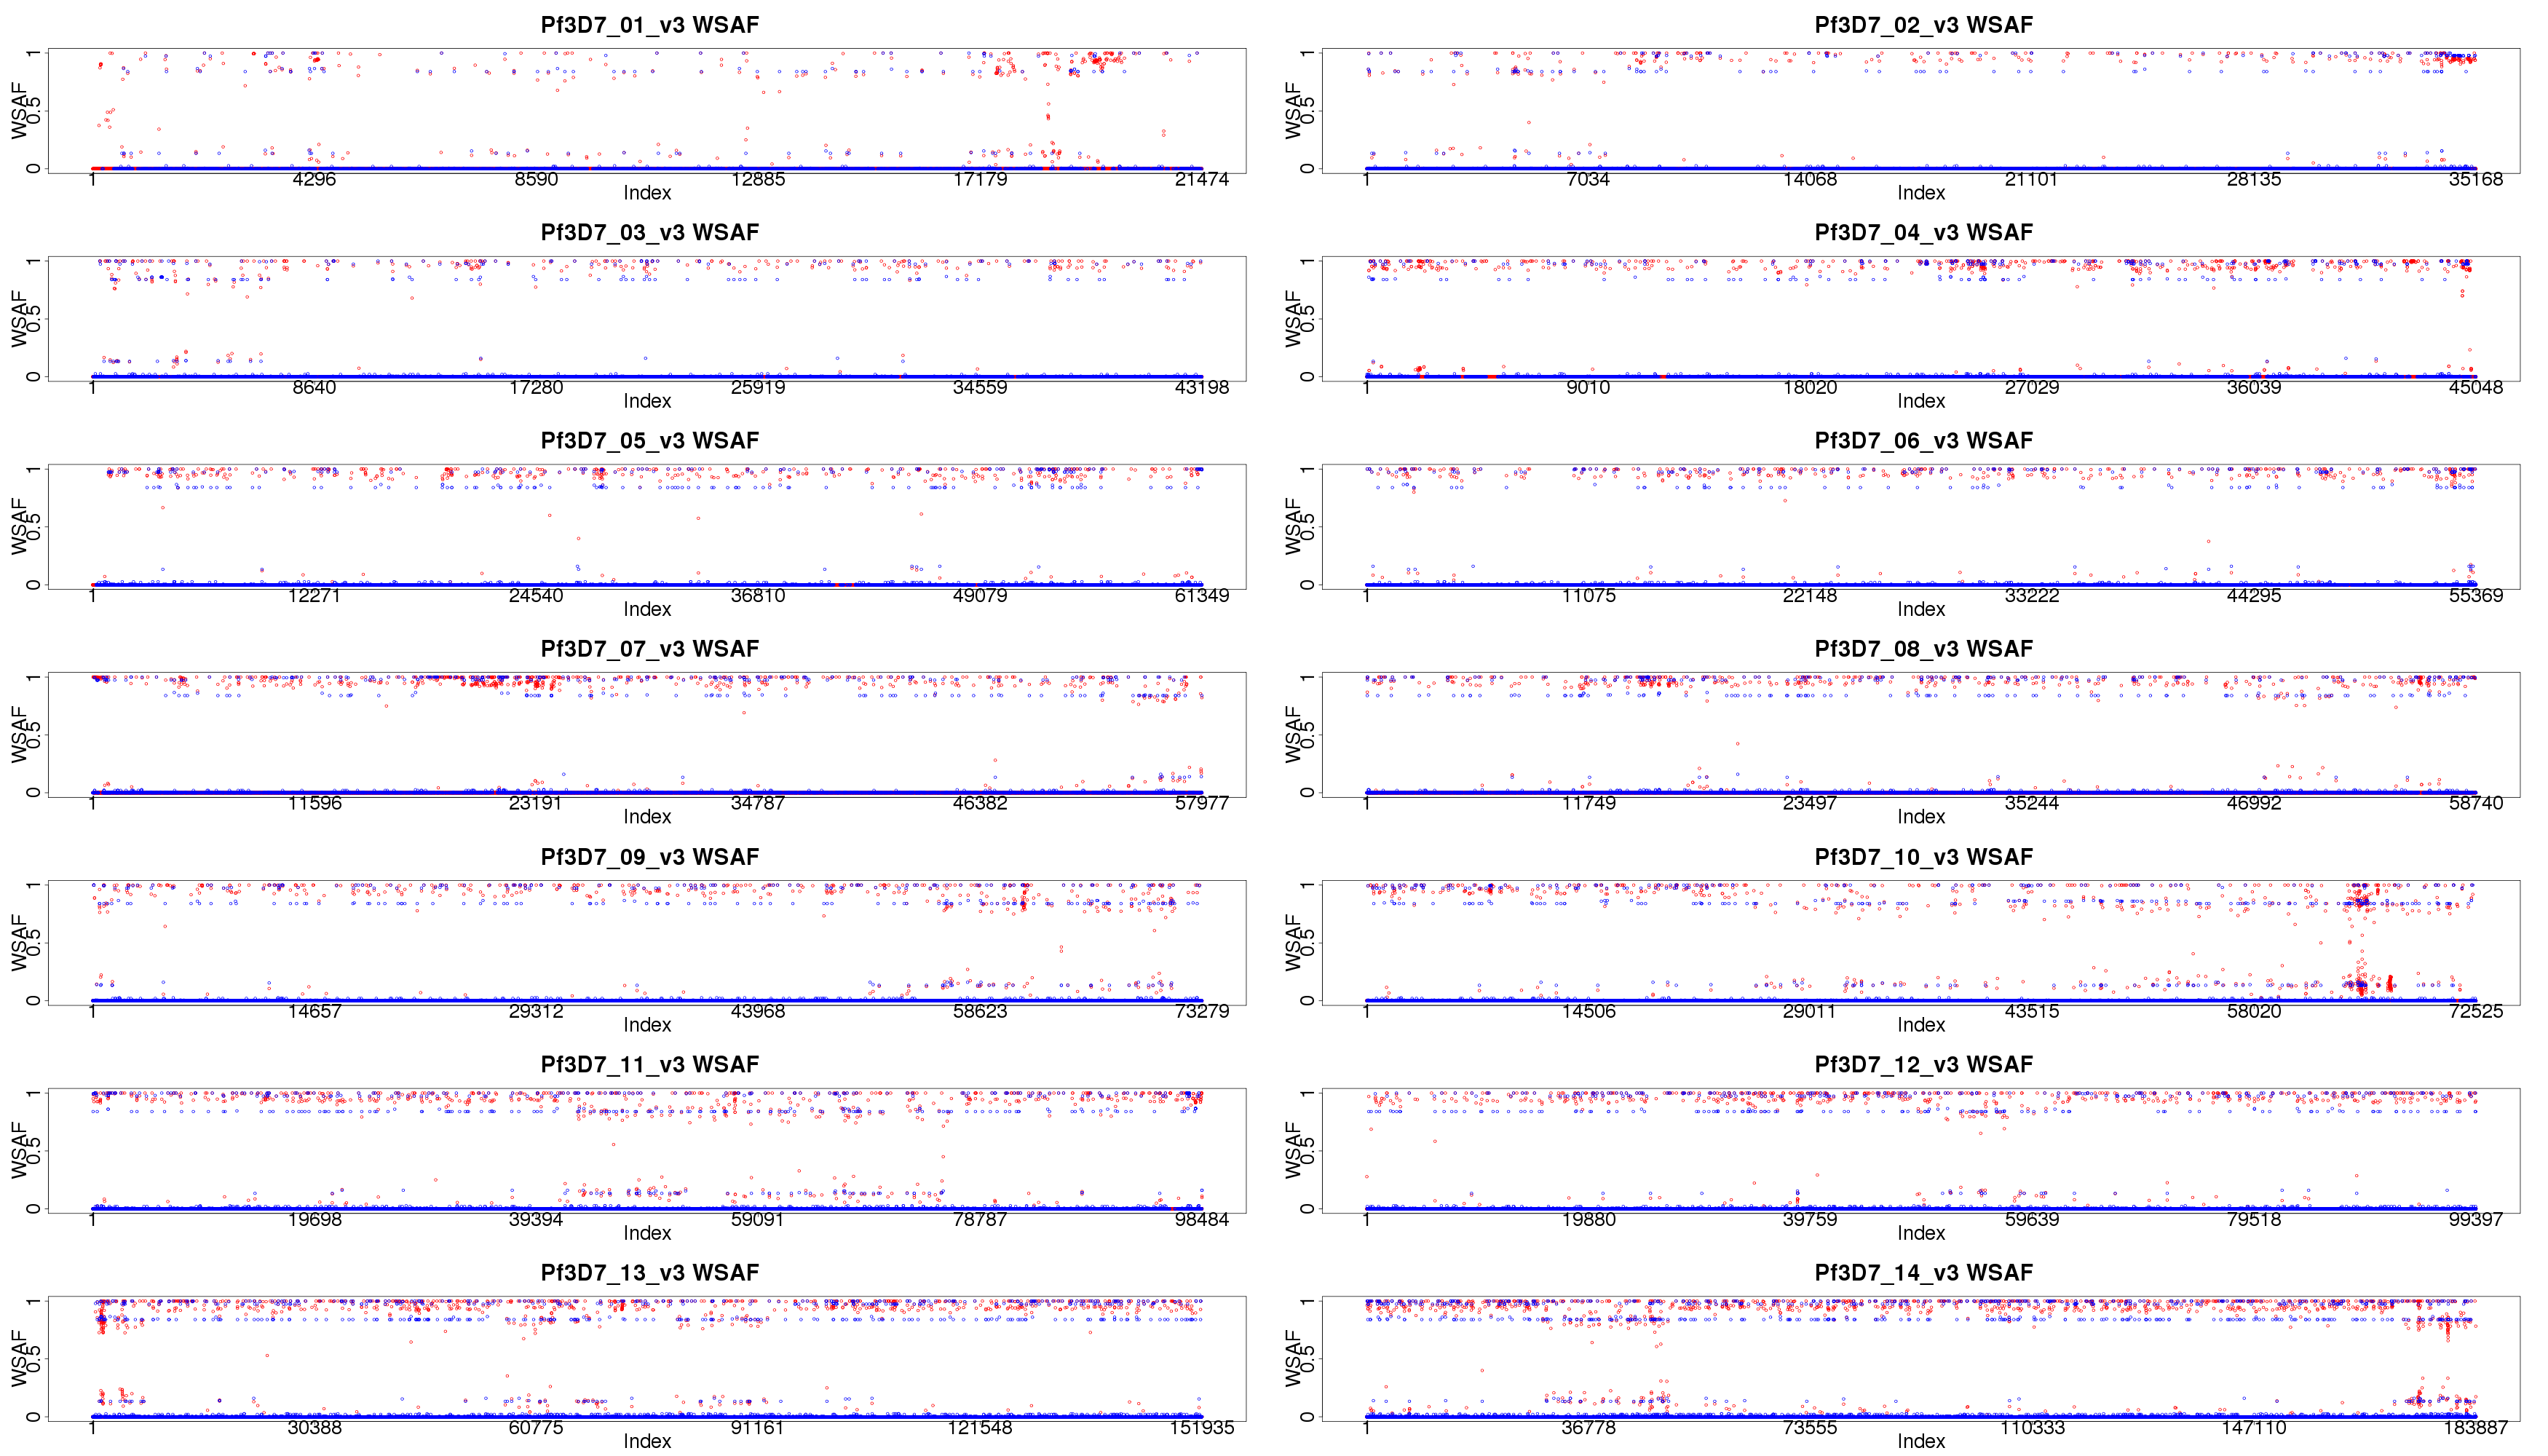 Pf3D7_01_v3 WSAF
WSAF
0 0.5 1
1 4296 8590 12885 17179 21474
Index
Pf3D7_02_v3 WSAF
WSAF
0 0.5 1
1 7034 14068 21101 28135 35168
Index
Pf3D7_03_v3 WSAF
WSAF
0 0.5 1
1 8640 17280 25919 34559 43198
Index
Pf3D7_04_v3 WSAF
WSAF
0 0.5 1
1 9010 18020 27029 36039 45048
Index
Pf3D7_05_v3 WSAF
WSAF
0 0.5 1
1 12271 24540 36810 49079 61349
Index
Pf3D7_06_v3 WSAF
WSAF
0 0.5 1
1 11075 22148 33222 44295 55369
Index
Pf3D7_07_v3 WSAF
WSAF
0 0.5 1
1 11596 23191 34787 46382 57977
Index
Pf3D7_08_v3 WSAF
WSAF
0 0.5 1
1 11749 23497 35244 46992 58740
Index
Pf3D7_09_v3 WSAF
WSAF
0 0.5 1
1 14657 29312 43968 58623 73279
Index
Pf3D7_10_v3 WSAF
WSAF
0 0.5 1
1 14506 29011 43515 58020 72525
Index
Pf3D7_11_v3 WSAF
WSAF
0 0.5 1
1 19698 39394 59091 78787 98484
Index
Pf3D7_12_v3 WSAF
WSAF
0 0.5 1
1 19880 39759 59639 79518 99397
Index
Pf3D7_13_v3 WSAF
WSAF
0 0.5 1
1 30388 60775 91161 121548 151935
Index
Pf3D7_14_v3 WSAF
WSAF
0 0.5 1
1 36778 73555 110333 147110 183887
Index